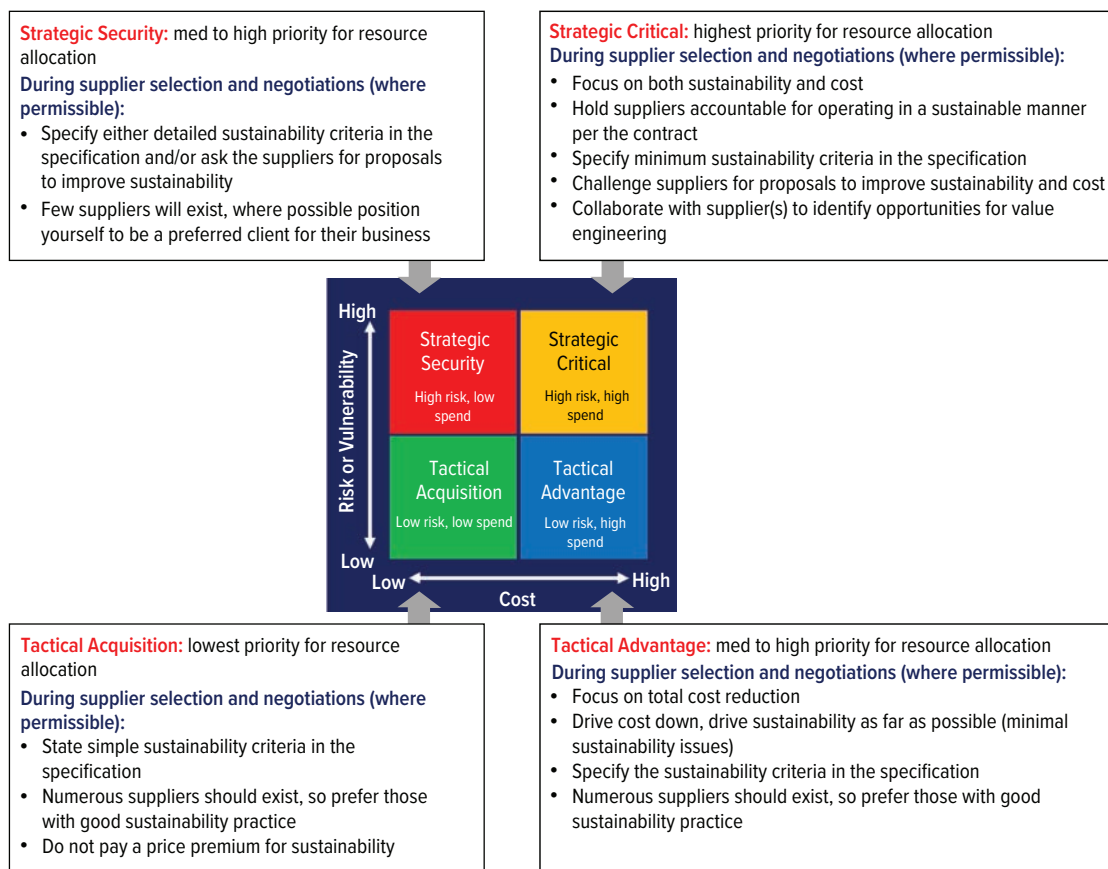 Strategic Security: med to high priority for resource
allocation
During supplier selection and negotiations (where
permissible):
• Specify either detailed sustainability criteria in the
specification and/or ask the suppliers for proposals
to improve sustainability
• Few suppliers will exist, where possible position
yourself to be a preferred client for their business
Strategic Critical: highest priority for resource allocation
During supplier selection and negotiations (where permissible):
• Focus on both sustainability and cost
• Hold suppliers accountable for operating in a sustainable manner
per the contract
• Specify minimum sustainability criteria in the specification
• Challenge suppliers for proposals to improve sustainability and cost
• Collaborate with supplier(s) to identify opportunities for value
engineering
High
Risk or Vulnerability
Low
Strategic
Security
High risk, low
spend
Strategic
Critical
High risk, high
spend
Tactical
Acquisition
Low risk, low spend
Tactical
Advantage
Low risk, high
spend
Low
High
Cost
Tactical Acquisition: lowest priority for resource
allocation
During supplier selection and negotiations (where
permissible):
• State simple sustainability criteria in the
specification
• Numerous suppliers should exist, so prefer those
with good sustainability practice
• Do not pay a price premium for sustainability
Tactical Advantage: med to high priority for resource allocation
During supplier selection and negotiations (where permissible):
• Focus on total cost reduction
• Drive cost down, drive sustainability as far as possible (minimal
sustainability issues)
• Specify the sustainability criteria in the specification
• Numerous suppliers should exist, so prefer those with good
sustainability practice